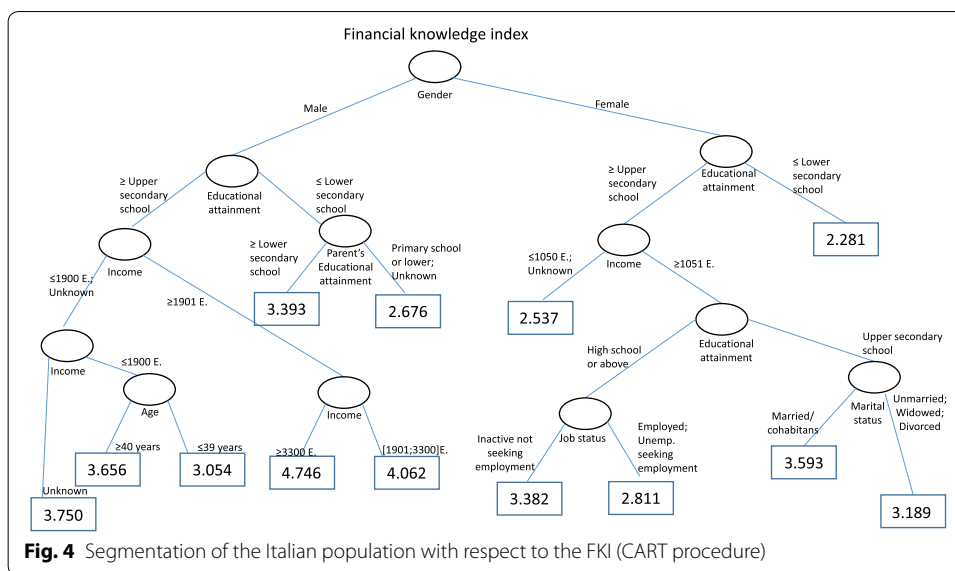 Financial knowledge index
Gender
Male
Female
≥ Upper
secondary
school
Educational
attainment
≤ Lower
secondary
school
≥ Upper
secondary
school
Educational
attainment
≤ Lower
secondary
school
2.281
Income
≥ Lower
secondary
school
Parent's
Educational
attainment
Primary school
or lower;
Unknown
3.393
2.676
≤1050 E.;
Unknown
Income
≥1051 E.
2.537
≤1900 E.;
Unknown
≥1901 E.
Income
≤1900 E.
Age
≥40 years
≤39 years
3.656
3.054
Unknown
3.750
Income
≥3300 E.
[1901;3300]E.
4.746
4.062
Educational
attainment
High school
or above
Upper secondary
school
Job status
Inactive not
seeking
employment
Employed;
Unemp.
seeking
employment
3.382
2.811
Marital
status
Married/
cohabitans
Unmarried;
Widowed;
Divorced
3.593
3.189
Fig. 4 Segmentation of the Italian population with respect to the FKI (CART procedure)